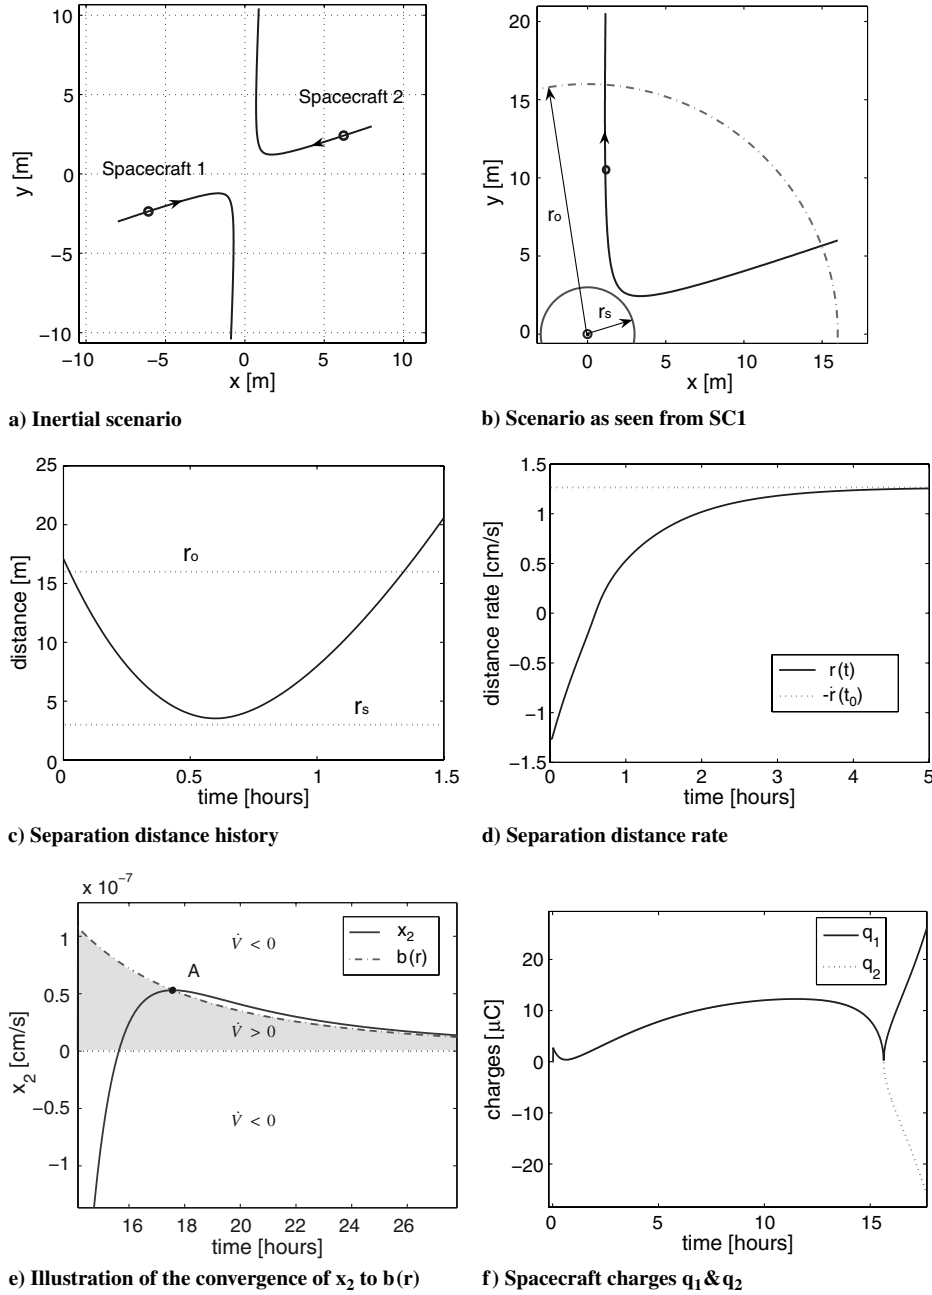 10
5
0
−5
−10
y [m]
Spacecraft 2
Spacecraft 1
−10
−5
0
5
10
x [m]
a) Inertial scenario
20
15
10
5
0
y [m]
r₀
rₛ
0
5
10
15
x [m]
b) Scenario as seen from SC1
25
20
15
10
5
0
distance [m]
r₀
rₛ
0
0.5
1
1.5
time [hours]
c) Separation distance history
1.5
1
0.5
0
−0.5
−1
−1.5
distance rate [cm/s]
ṙ(t)
-ṙ(t₀)
0
1
2
3
4
5
time [hours]
d) Separation distance rate
x 10⁻⁷
1
0.5
0
−0.5
−1
x₂ [cm/s]
V̇ < 0
A
V̇ > 0
V̇ < 0
x₂
b(r)
16
18
20
22
24
26
time [hours]
e) Illustration of the convergence of x₂ to b(r)
20
10
0
−10
−20
charges [μC]
q₁
q₂
0
5
10
15
time [hours]
f) Spacecraft charges q₁&q₂